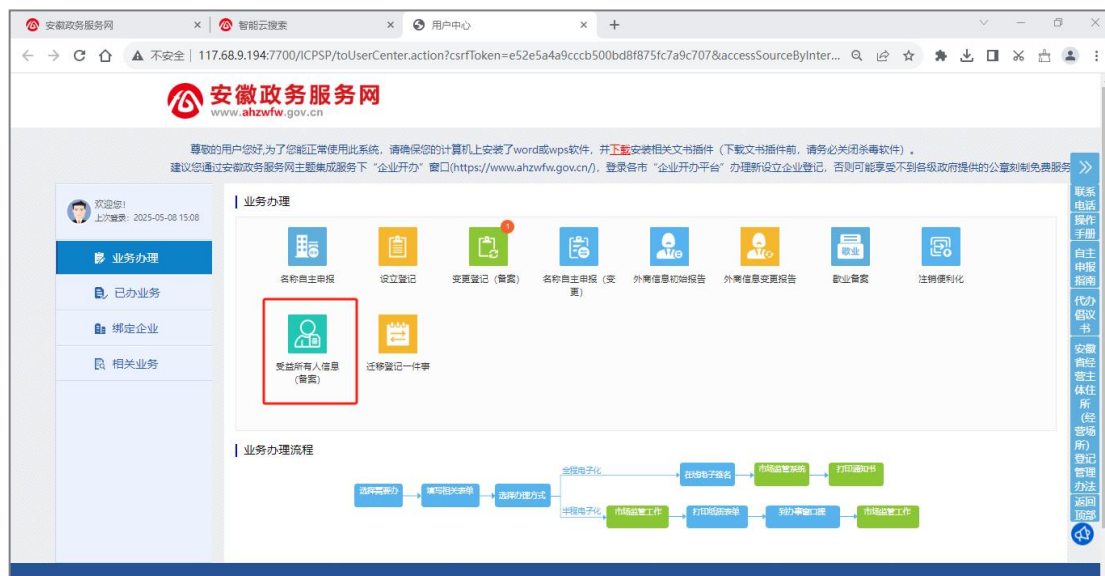 安徽政务服务网
智能云搜索
用户中心
不安全 117.68.9.194:7700/ICPSP/toUserCenter.action?csrfToken=e52e5a4a9cccb500bd8f875fc7a9c707&accessSourceByInter...
安徽政务服务网
www.ahzwfw.gov.cn
尊敬的用户您好,为了您能正常使用此系统，请确保您的计算机上安装了word或wps软件，并下载安装相关文书插件（下载文书插件前，请务必关闭杀毒软件）。
建议您通过安徽政务服务网主题集成服务下“企业开办”窗口(https://www.ahzwfw.gov.cn/)，登录各市“企业开办平台”办理新设立企业登记，否则可能享受不到各级政府提供的公章刻制免费服务
欢迎您!
上次登录：2025-05-08 15:08
业务办理
已办业务
绑定企业
相关业务
业务办理
1
名称自主申报
设立登记
变更登记（备案）
名称自主申报（变
更）
外商信息初始报告
外商信息变更报告
歇业
歇业备案
注销便利化
受益所有人信息
（备案）
迁移登记一件事
业务办理流程
填写相关表单
选择办理方式
全程电子化
在线电子签名
市场监管系统
打印通知书
半程电子化
市场监管工作
打印纸质表单
到办事窗口提
市场监管工作
联系
电话
操作
手册
自主
申报
指南
代办
倡议
书
安徽
省经
营主
体住
所
（经
营场
所）
登记
管理
办法
返回
顶部